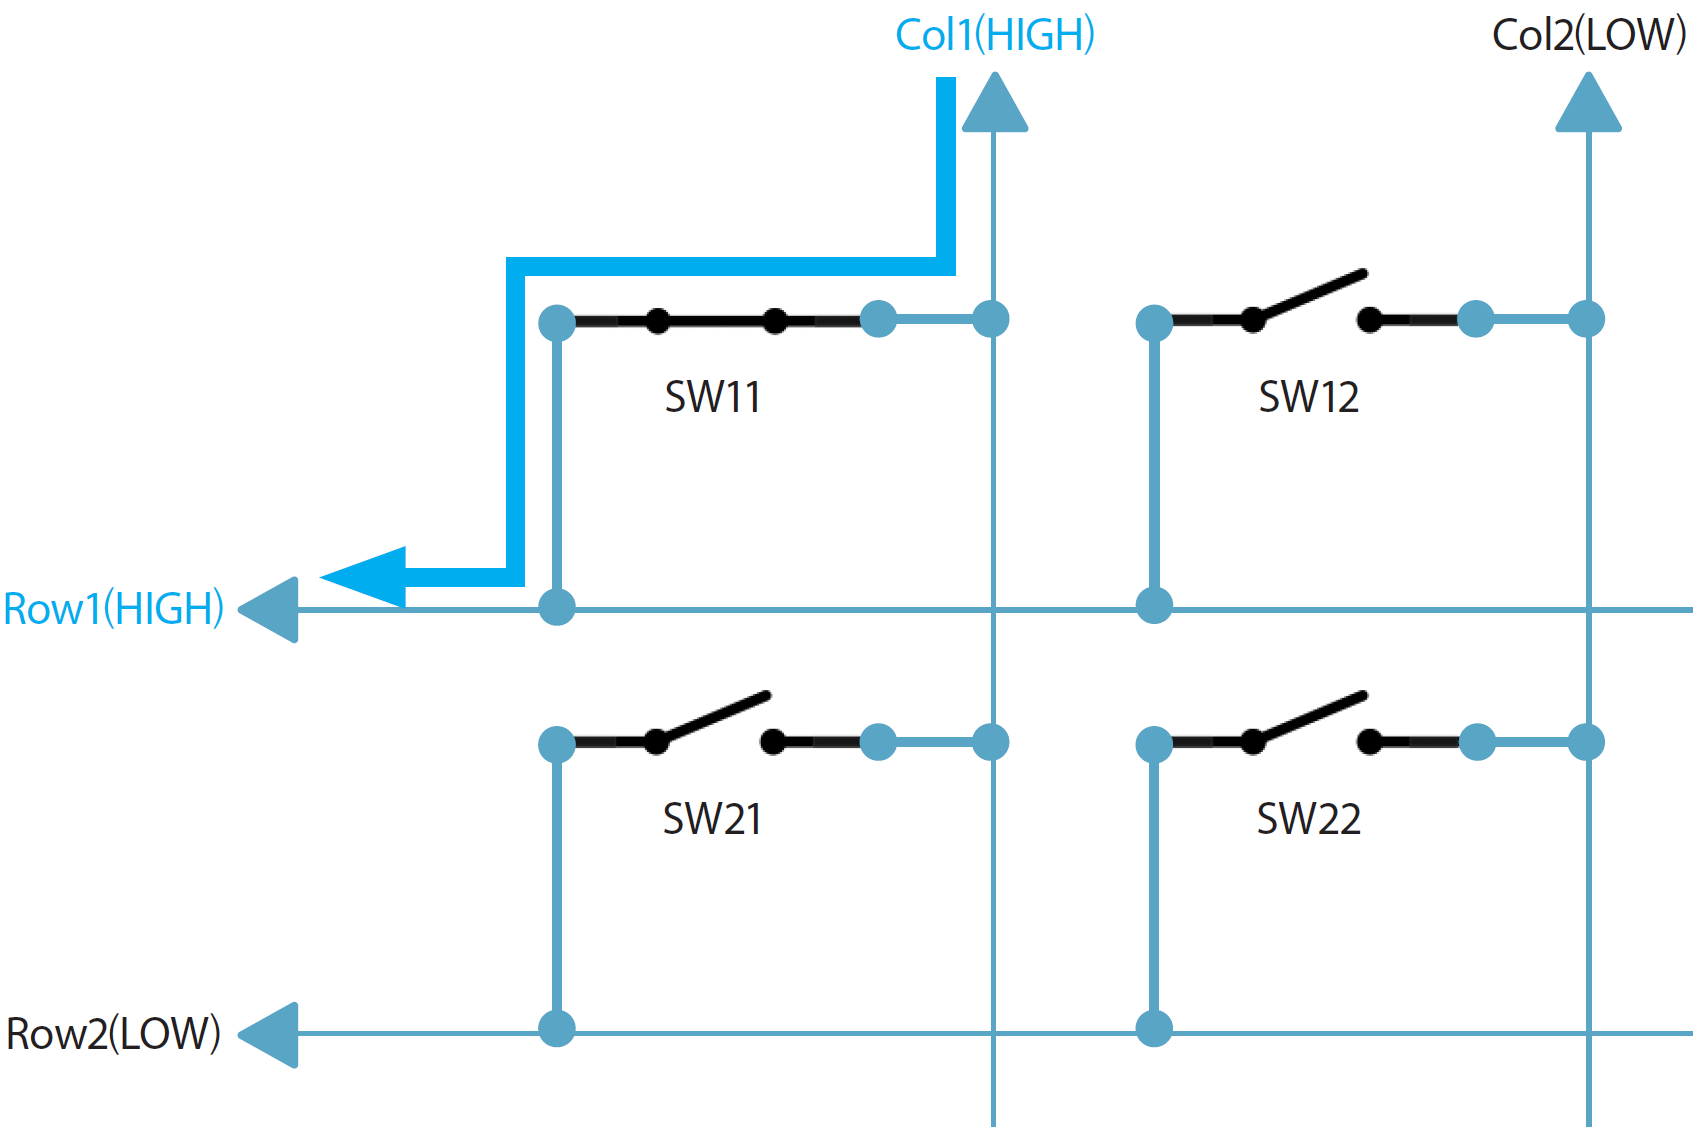 Col1(HIGH)
Col2(LOW)
SW11
SW12
Row1(HIGH)
SW21
SW22
Row2(LOW)